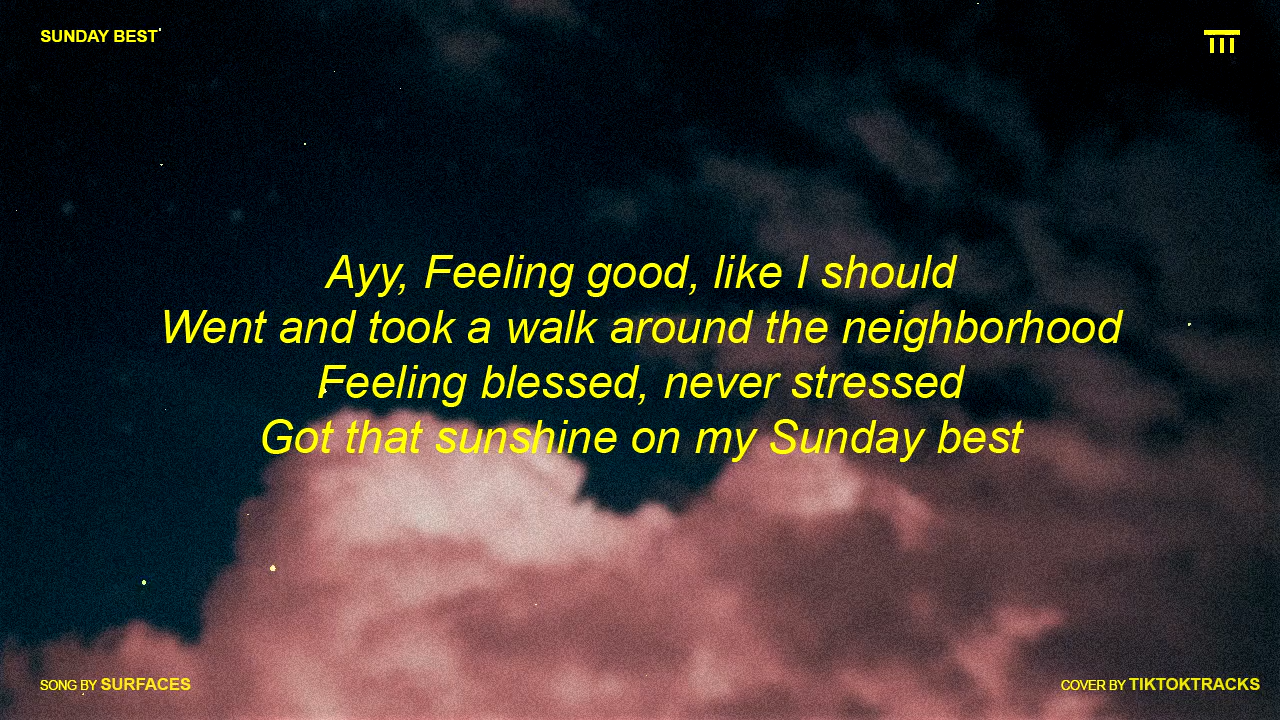 SUNDAY BEST
Ayy, Feeling good, like I should
Went and took a walk around the neighborhood
Feeling blessed, never stressed
Got that sunshine on my Sunday best
SONG BY SURFACES
COVER BY TIKTOKTRACKS